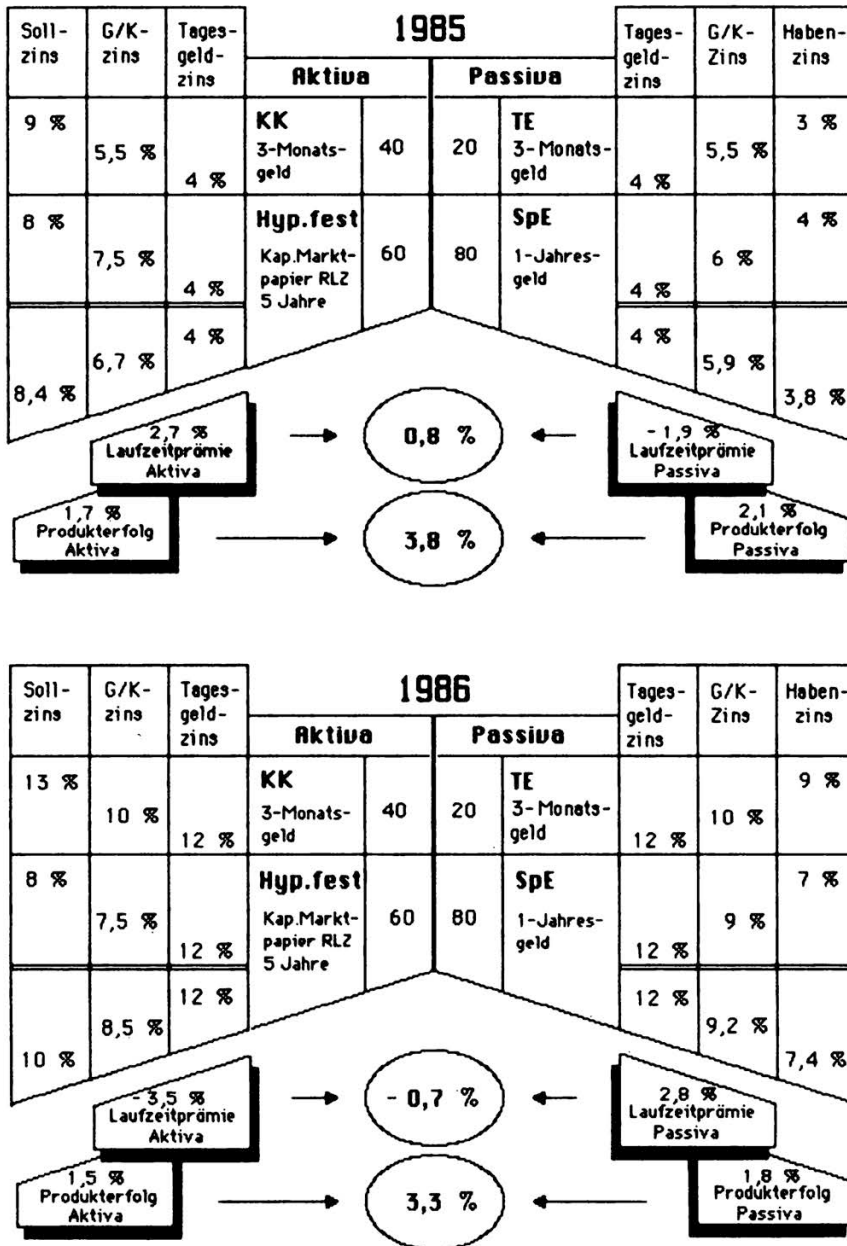 1985
Soll-
zins
G/K-
zins
Tages-
geld-
zins
Aktiva
Passiva
Tages-
geld-
zins
G/K-
Zins
Haben-
zins
9 %
5,5 %
4 %
KK
3-Monats-
geld
40
20
TE
3-Monats-
geld
4 %
5,5 %
3 %
8 %
7,5 %
4 %
Hyp.fest
Kap.Markt-
papier RLZ
5 Jahre
60
80
SpE
1-Jahres-
geld
4 %
6 %
4 %
8,4 %
6,7 %
4 %
4 %
5,9 %
3,8 %
2,7 %
Laufzeitprämie
Aktiva
0,8 %
- 1,9 %
Laufzeitprämie
Passiva
1,7 %
Produkterfolg
Aktiva
3,8 %
2,1 %
Produkterfolg
Passiva
1986
Soll-
zins
G/K-
zins
Tages-
geld-
zins
Aktiva
Passiva
Tages-
geld-
zins
G/K-
Zins
Haben-
zins
13 %
10 %
12 %
KK
3-Monats-
geld
40
20
TE
3-Monats-
geld
12 %
10 %
9 %
8 %
7,5 %
12 %
Hyp.fest
Kap.Markt-
papier RLZ
5 Jahre
60
80
SpE
1-Jahres-
geld
12 %
9 %
7 %
10 %
8,5 %
12 %
12 %
9,2 %
7,4 %
- 3,5 %
Laufzeitprämie
Aktiva
- 0,7 %
2,8 %
Laufzeitprämie
Passiva
1,5 %
Produkterfolg
Aktiva
3,3 %
1,8 %
Produkterfolg
Passiva